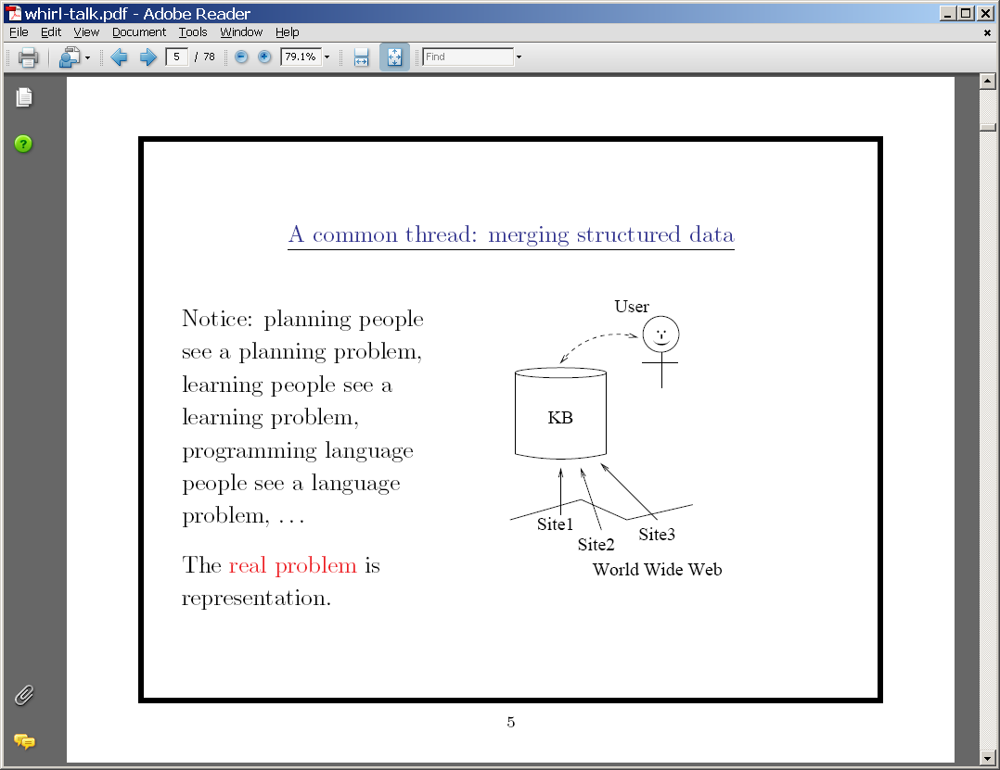 whirl-talk.pdf - Adobe Reader
File Edit View Document Tools Window Help
5 / 78 79.1% Find
A common thread: merging structured data
Notice: planning people
see a planning problem,
learning people see a
learning problem,
programming language
people see a language
problem, ...
The real problem is
representation.
User
KB
Site1
Site2
Site3
World Wide Web
5